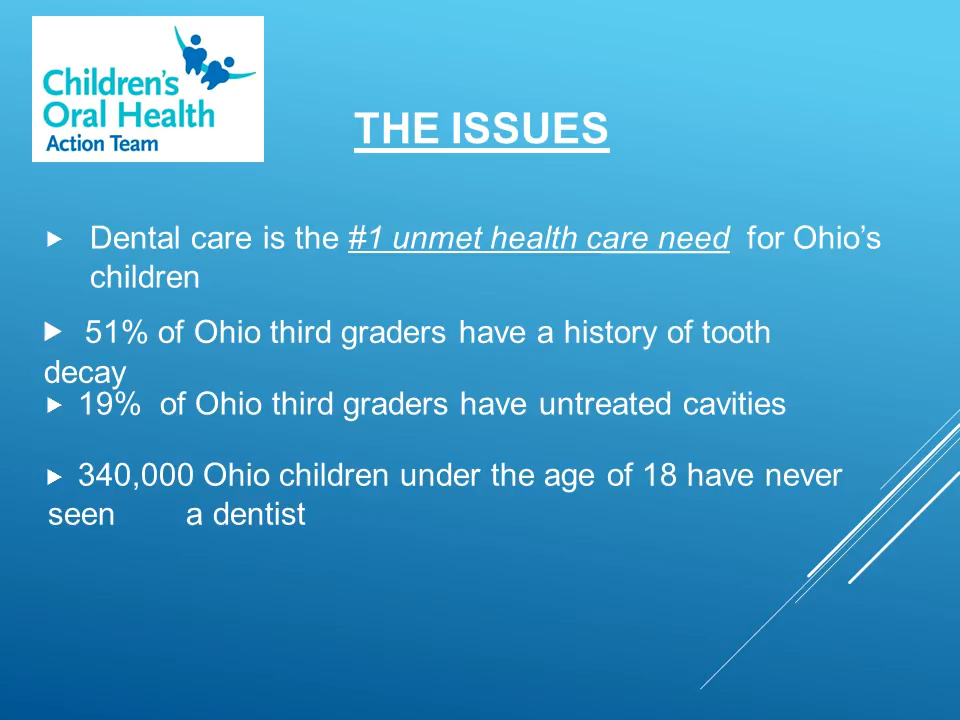 Children's
Oral Health
Action Team
THE ISSUES
Dental care is the #1 unmet health care need for Ohio’s
children
51% of Ohio third graders have a history of tooth
decay
19% of Ohio third graders have untreated cavities
340,000 Ohio children under the age of 18 have never
seen a dentist